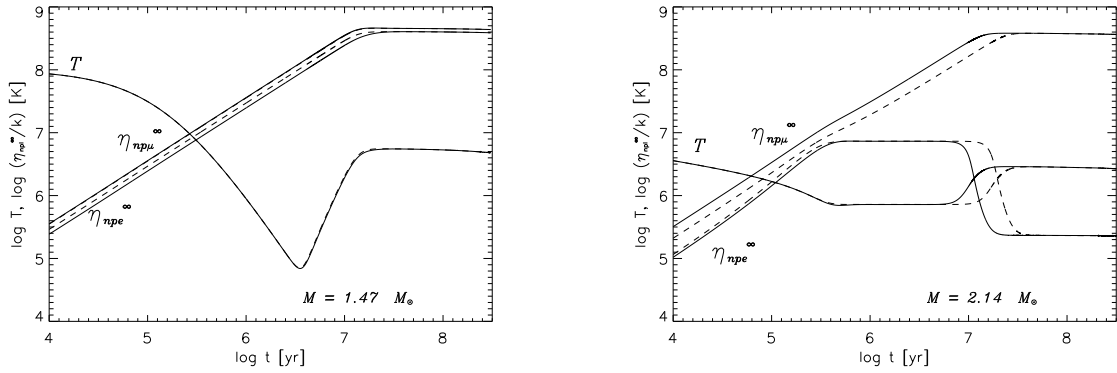 log T, log (η_npl^∞/k) [K]
9
8
7
6
5
4
T
η_npμ^∞
η_npe^∞
M = 1.47 M_⊙
4 5 6 7 8
log t [yr]
log T, log (η_npl^∞/k) [K]
9
8
7
6
5
4
T
η_npμ^∞
η_npe^∞
M = 2.14 M_⊙
4 5 6 7 8
log t [yr]